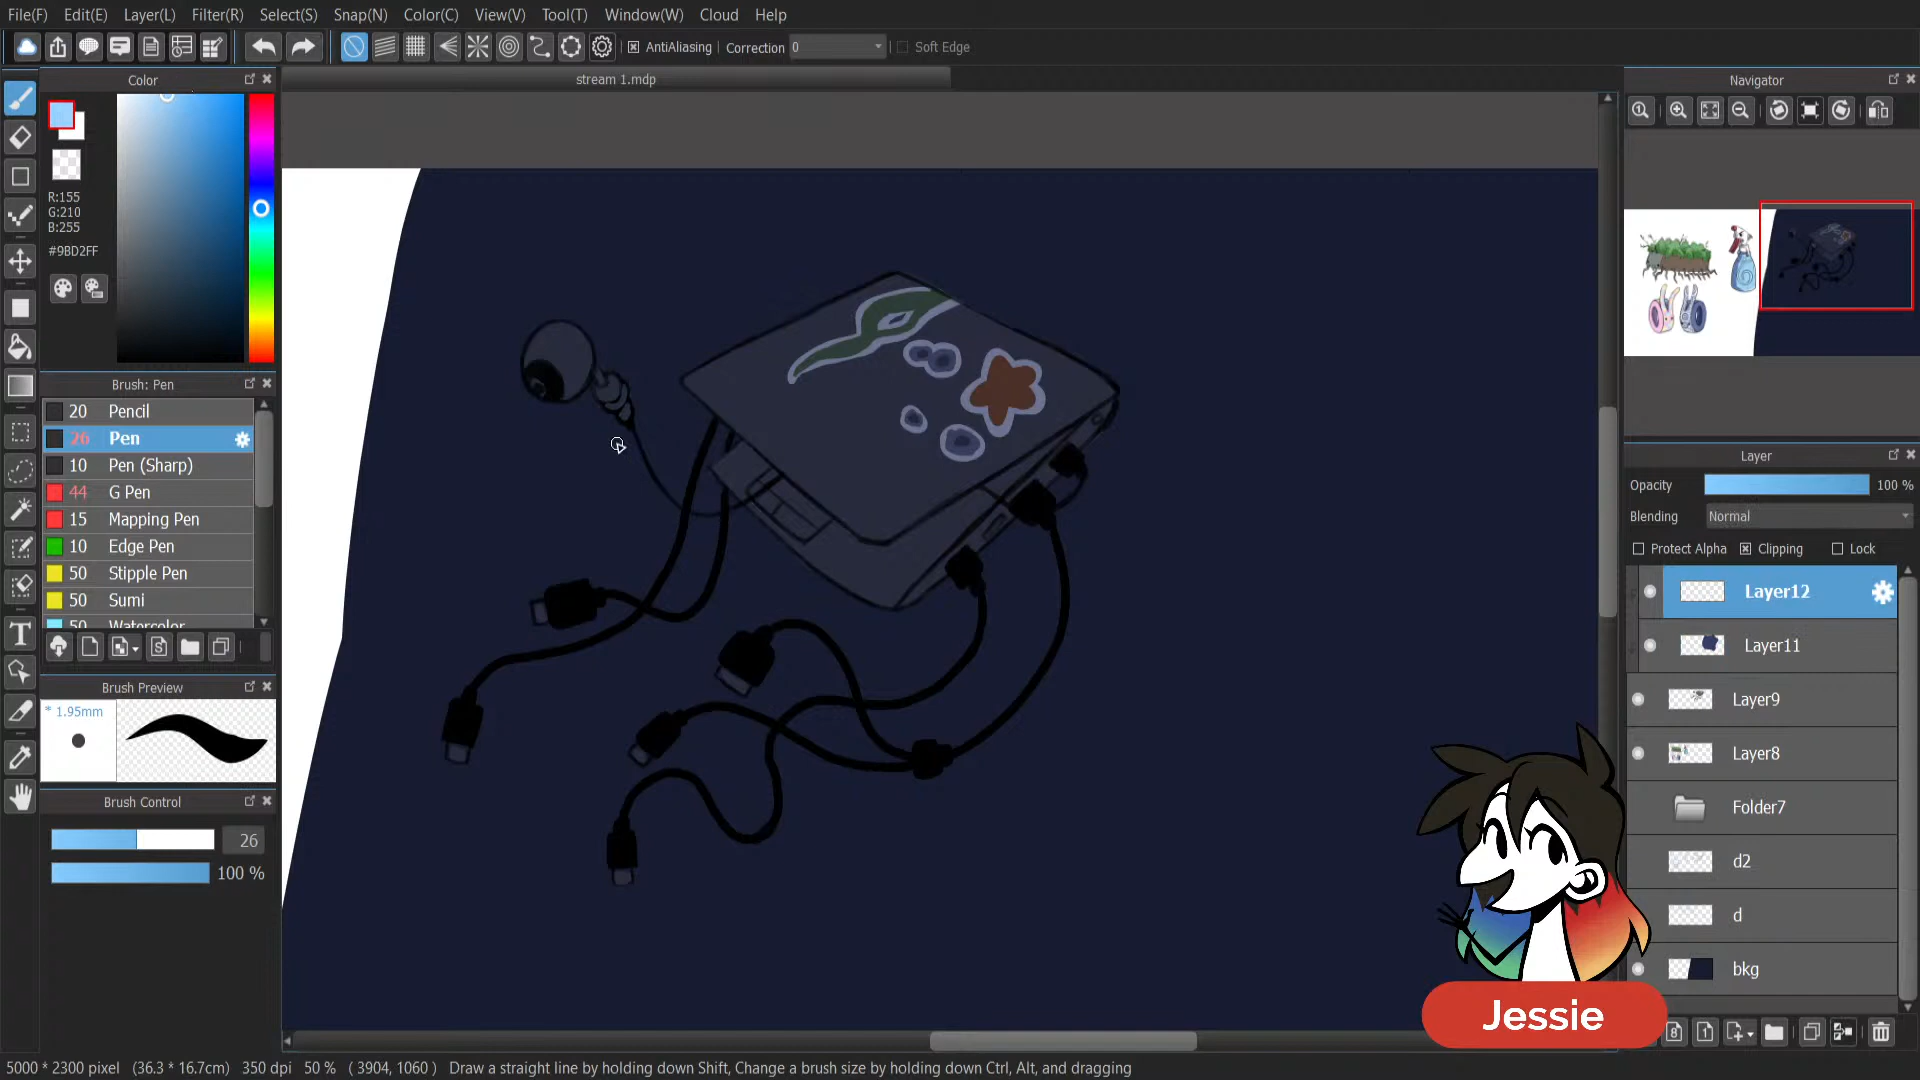 File(F) Edit(E) Layer(L) Filter(R) Select(S) Snap(N) Color(C) View(V) Tool(T) Window(W) Cloud Help
AntiAliasing Correction 0 Soft Edge
Color
stream 1.mdp
Navigator
R:155
G:210
B:255
#9BD2FF
Brush: Pen
20 Pencil
26 Pen
10 Pen (Sharp)
44 G Pen
15 Mapping Pen
10 Edge Pen
50 Stipple Pen
50 Sumi
50 Watercolor
Brush Preview
* 1.95mm
Brush Control
26
100 %
Layer
Opacity 100 %
Blending Normal
Protect Alpha Clipping Lock
Layer12
Layer11
Layer9
Layer8
Folder7
d2
d
bkg
Jessie
5000 * 2300 pixel (36.3 * 16.7cm) 350 dpi 50 % ( 3904, 1060 ) Draw a straight line by holding down Shift, Change a brush size by holding down Ctrl, Alt, and dragging